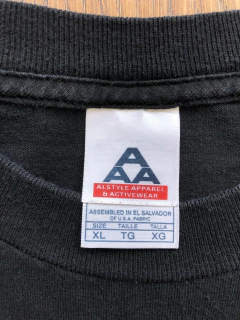 AAA
ALSTYLE APPAREL
& ACTIVEWEAR
ASSEMBLED IN EL SALVADOR
OF U.S.A. FABRIC
SIZE TAILLE TALLA
XL TG XG